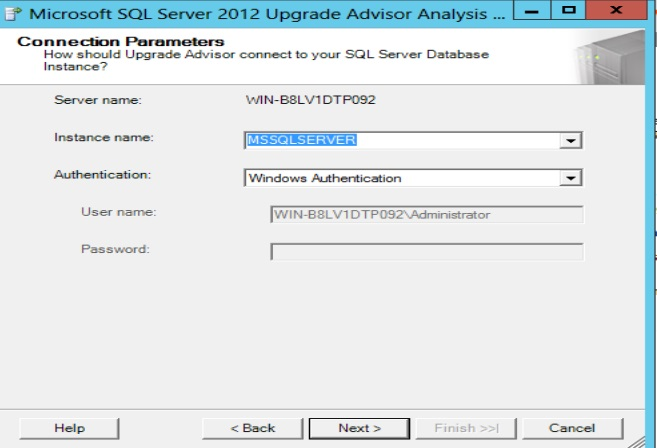 Microsoft SQL Server 2012 Upgrade Advisor Analysis ...
Connection Parameters
How should Upgrade Advisor connect to your SQL Server Database
Instance?
Server name: WIN-B8LV1DTP092
Instance name: MSSQLSERVER
Authentication: Windows Authentication
User name: WIN-B8LV1DTP092\Administrator
Password:
Help < Back Next > Finish >>| Cancel